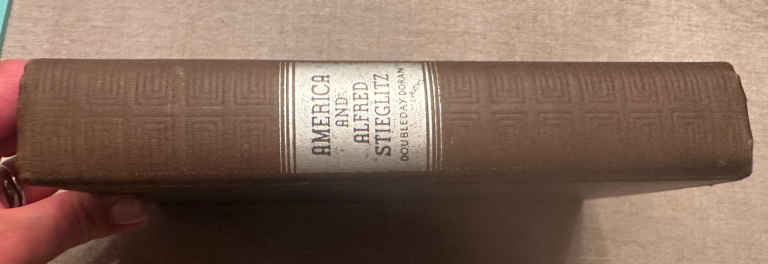 AMERICA
AND
ALFRED
STIEGLITZ
DOUBLEDAY DORAN